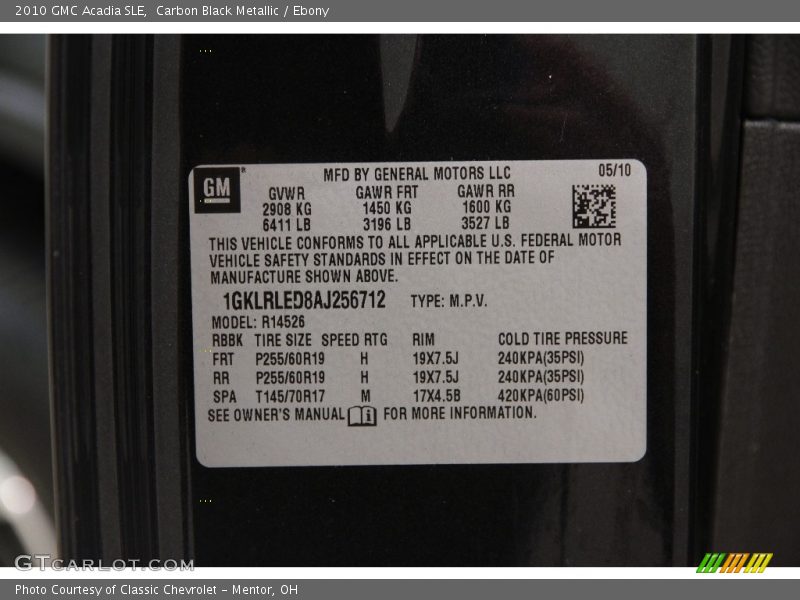 2010 GMC Acadia SLE, Carbon Black Metallic / Ebony
GM®
MFD BY GENERAL MOTORS LLC 05/10
GVWR GAWR FRT GAWR RR
2908 KG 1450 KG 1600 KG
6411 LB 3196 LB 3527 LB
THIS VEHICLE CONFORMS TO ALL APPLICABLE U.S. FEDERAL MOTOR
VEHICLE SAFETY STANDARDS IN EFFECT ON THE DATE OF
MANUFACTURE SHOWN ABOVE.
1GKLRLED8AJ256712 TYPE: M.P.V.
MODEL: R14526
RBBK TIRE SIZE SPEED RTG RIM COLD TIRE PRESSURE
FRT P255/60R19 H 19X7.5J 240KPA(35PSI)
RR P255/60R19 H 19X7.5J 240KPA(35PSI)
SPA T145/70R17 M 17X4.5B 420KPA(60PSI)
SEE OWNER'S MANUAL FOR MORE INFORMATION.
GTCARLOT.COM
Photo Courtesy of Classic Chevrolet - Mentor, OH